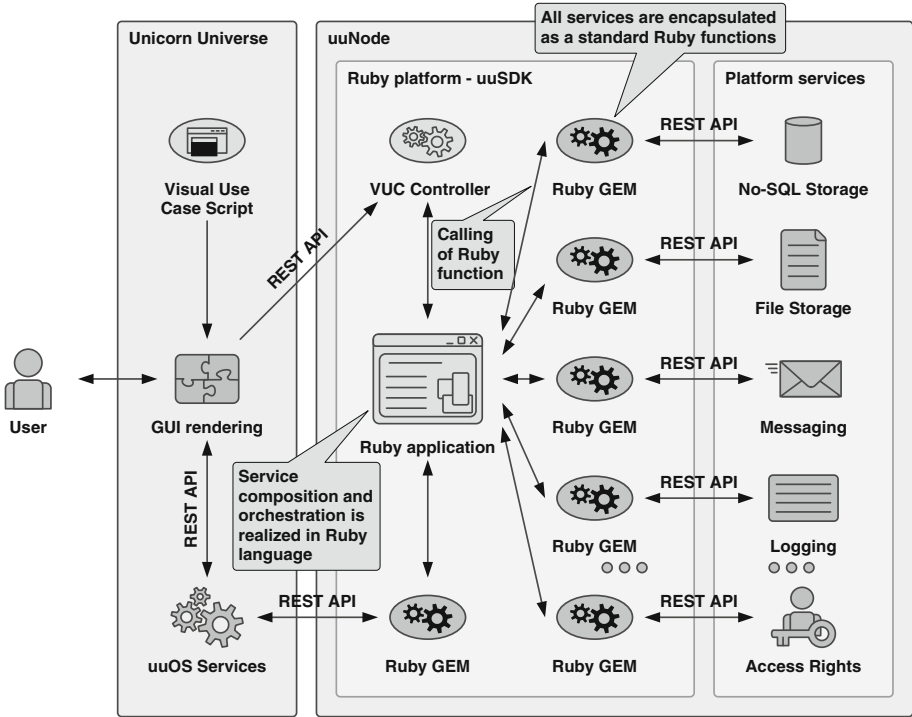 All services are encapsulated
as a standard Ruby functions
Unicorn Universe
uuNode
Ruby platform - uuSDK
Platform services
Visual Use
Case Script
VUC Controller
Ruby GEM
REST API
No-SQL Storage
REST API
Calling
of Ruby
function
Ruby GEM
REST API
File Storage
User
GUI rendering
Ruby application
Ruby GEM
REST API
Messaging
Service
composition and
orchestration is
realized in Ruby
language
REST API
Ruby GEM
REST API
Logging
uuOS Services
REST API
Ruby GEM
Ruby GEM
REST API
Access Rights